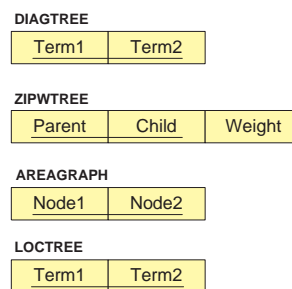 DIAGTREE
Term1 Term2
ZIPWTREE
Parent Child Weight
AREAGRAPH
Node1 Node2
LOCTREE
Term1 Term2